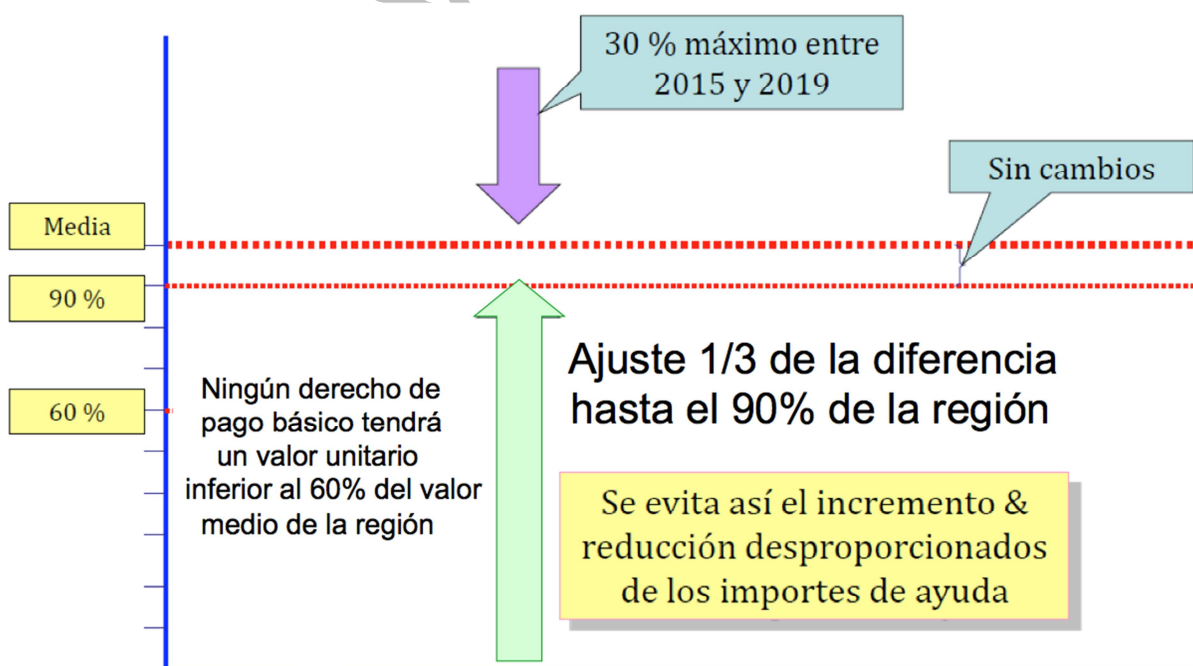 30 % máximo entre
2015 y 2019
Sin cambios
Media
90 %
60 %
Ningún derecho de
pago básico tendrá
un valor unitario
inferior al 60% del valor
medio de la región
Ajuste 1/3 de la diferencia
hasta el 90% de la región
Se evita así el incremento &
reducción desproporcionados
de los importes de ayuda